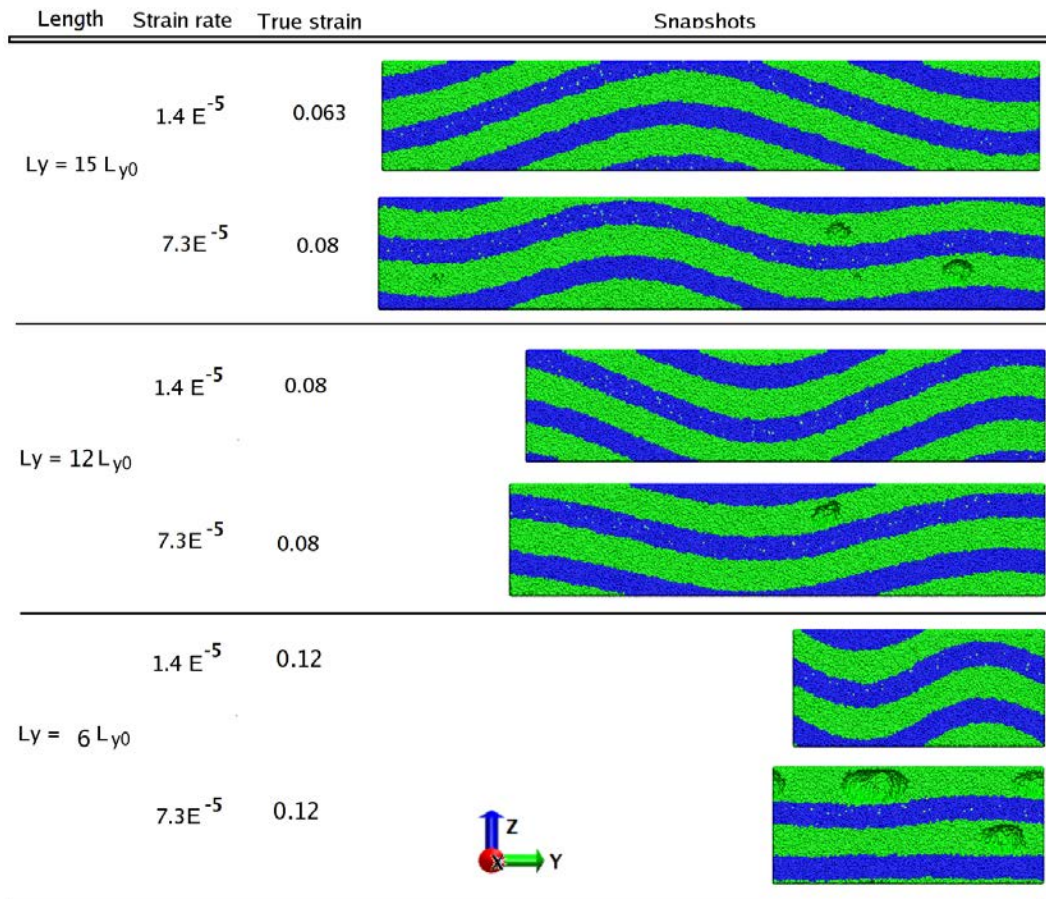 Length Strain rate True strain Snapshots
1.4 E-5 0.063
Ly = 15 Ly0
7.3E-5 0.08
1.4 E-5 0.08
Ly = 12 Ly0
7.3E-5 0.08
1.4 E-5 0.12
Ly = 6 Ly0
7.3E-5 0.12
Z
X Y